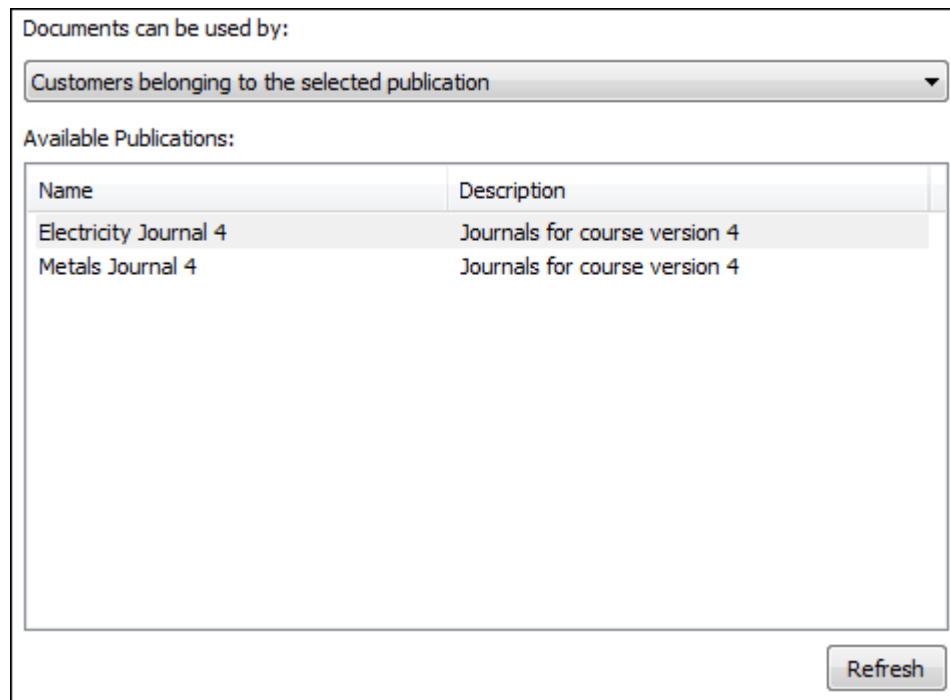 Documents can be used by:
Customers belonging to the selected publication
Available Publications:
Name Description
Electricity Journal 4 Journals for course version 4
Metals Journal 4 Journals for course version 4
Refresh